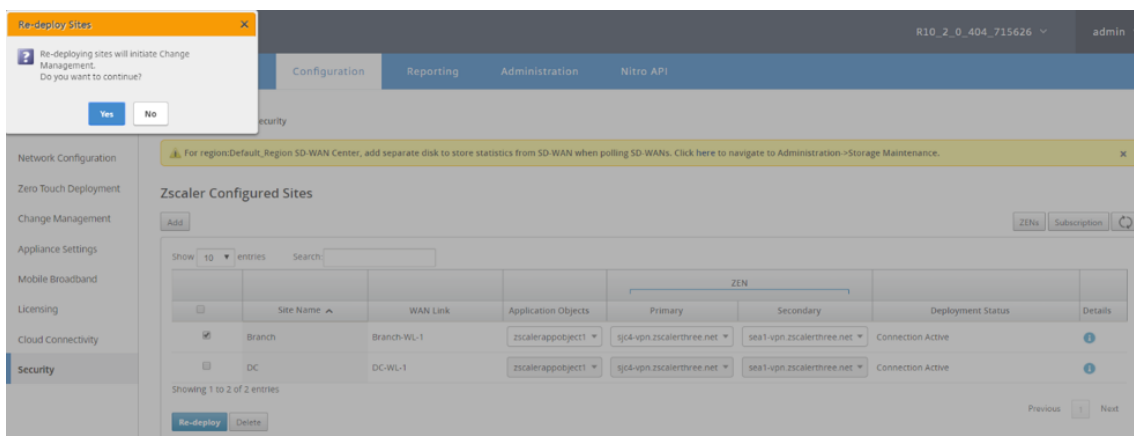 Re-deploy Sites
Re-deploying sites will initiate Change
Management.
Do you want to continue?
Yes No
R10_2_0_404_715626 admin
Configuration Reporting Administration Nitro API
ecurity
Network Configuration
Zero Touch Deployment
Change Management
Appliance Settings
Mobile Broadband
Licensing
Cloud Connectivity
Security
For region:Default_Region SD-WAN Center, add separate disk to store statistics from SD-WAN when polling SD-WANs. Click here to navigate to Administration->Storage Maintenance.
Zscaler Configured Sites
Add ZENs Subscription
Show 10 entries Search:
ZEN
Site Name WAN Link Application Objects Primary Secondary Deployment Status Details
Branch Branch-WL-1 zscalerappobject1 sjc4-vpn.zscalerthree.net sea1-vpn.zscalerthree.net Connection Active
DC DC-WL-1 zscalerappobject1 sjc4-vpn.zscalerthree.net sea1-vpn.zscalerthree.net Connection Active
Showing 1 to 2 of 2 entries
Previous 1 Next
Re-deploy Delete